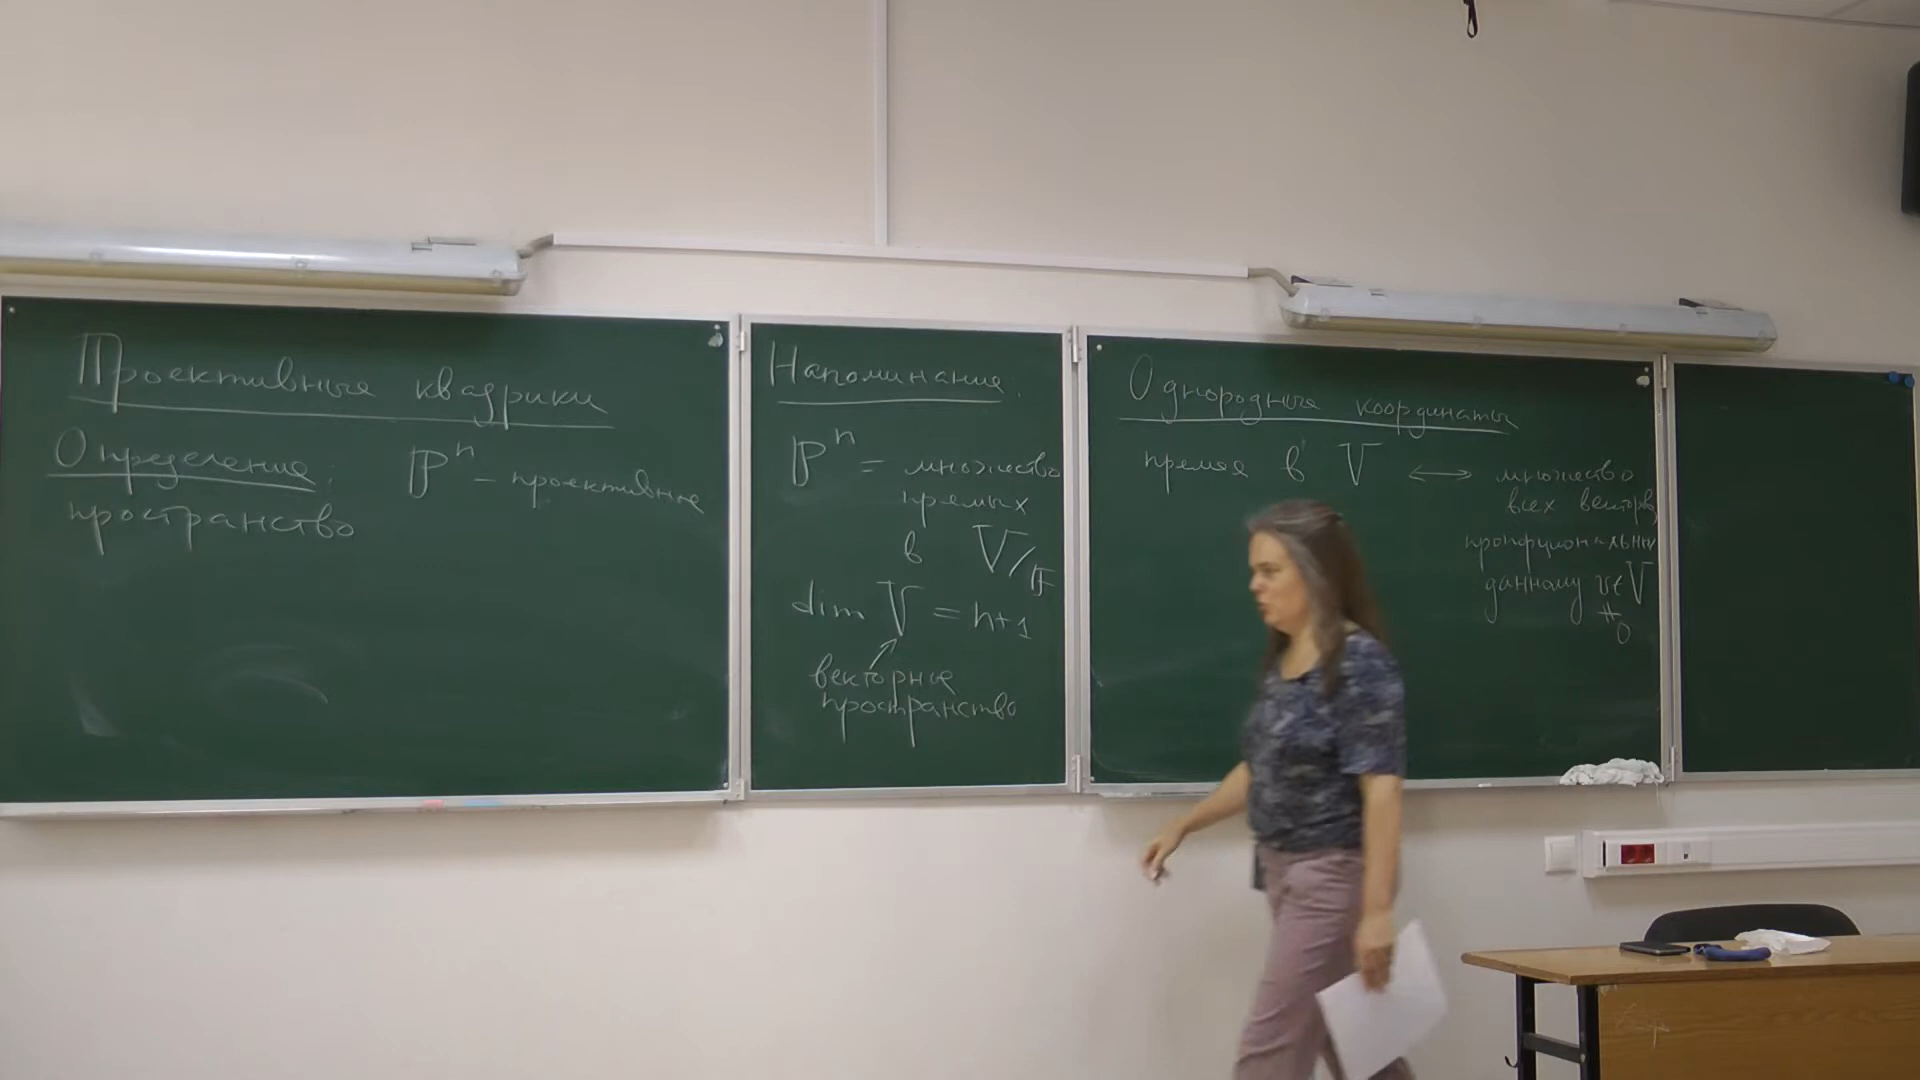 Проективные квадрики
Определение: ℙⁿ – проективное
пространство
Напоминание:
ℙⁿ = множество
прямых
в V/𝔽
dim V = n+1
векторное
пространство
Однородные координаты
прямая в V ⟷ множество
всех векторов,
пропорциональных
данному v∈V
≠
0